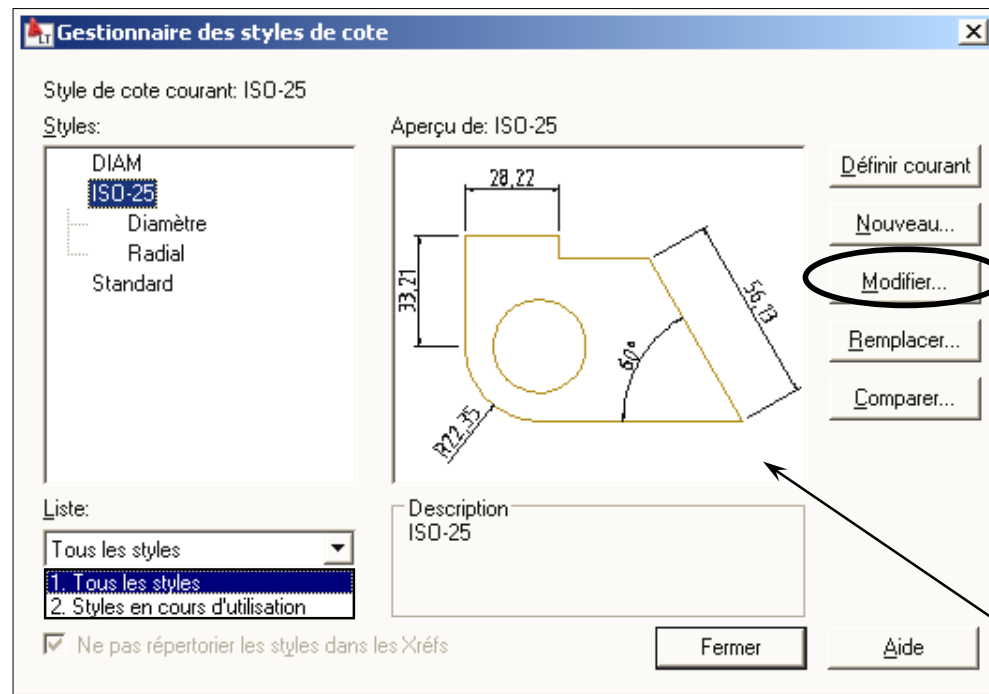 LT Gestionnaire des styles de cote
Style de cote courant: ISO-25
Styles:
DIAM
ISO-25
Diamètre
Radial
Standard
Aperçu de: ISO-25
28,22
33,21
56,13
60°
R22,35
Définir courant
Nouveau...
Modifier...
Remplacer...
Comparer...
Liste:
Tous les styles
1. Tous les styles
2. Styles en cours d'utilisation
Description
ISO-25
Ne pas répertorier les styles dans les Xréfs
Fermer
Aide